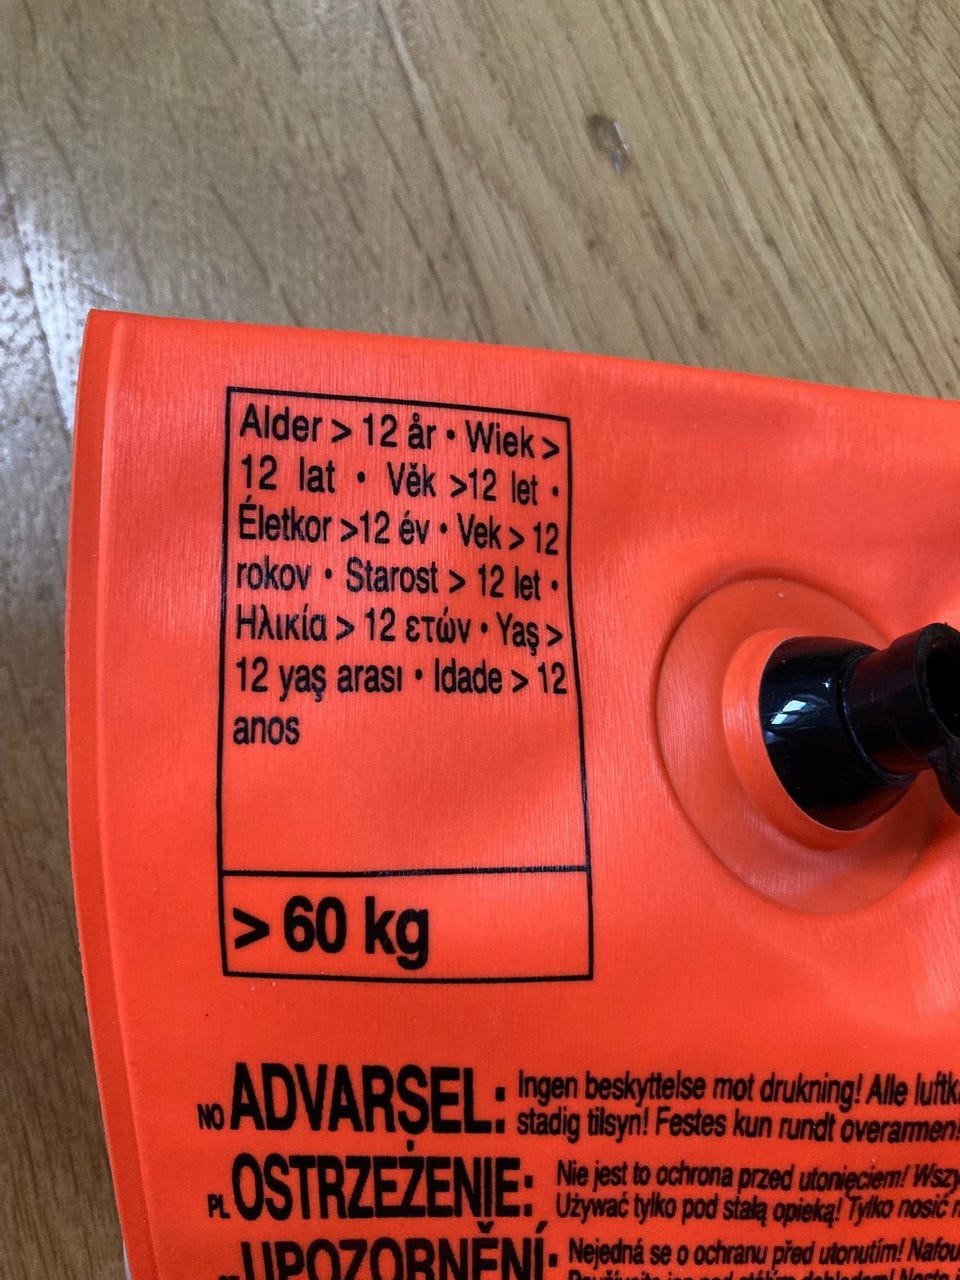 Alder > 12 år • Wiek >
12 lat • Věk >12 let •
Életkor >12 év • Vek > 12
rokov • Starost > 12 let •
Ηλικία > 12 ετών • Yaş >
12 yaş arası • Idade > 12
anos
> 60 kg
NO ADVARSEL: Ingen beskyttelse mot drukning! Alle
stadig tilsyn! Festes kun rundt overarmen!
PL OSTRZEŻENIE: Nie jest to ochrona przed utonięciem!
Używać tylko pod stałą opieką! Tylko nosić
UPOZORNĚNÍ: Nejedná se o ochranu před utonutím!